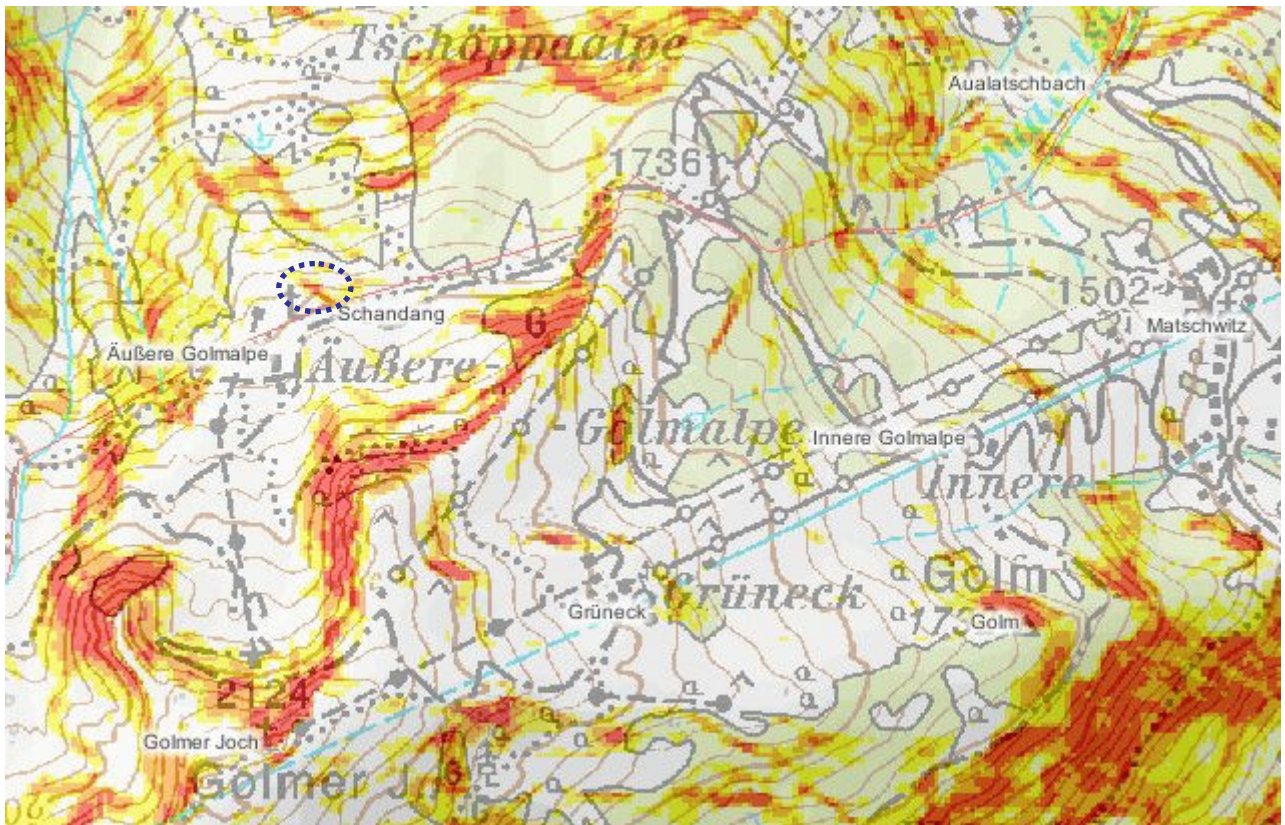 Tschöppaalpe
Aualatschbach
1736
Schandang
1502
Matschwitz
Äußere Golmalpe
Äußere-
6
Golmalpe
Innere Golmalpe
Innere
Golm
Grüneck
Grüneck
Golm
2124
Golmer Joch
Golmer J.